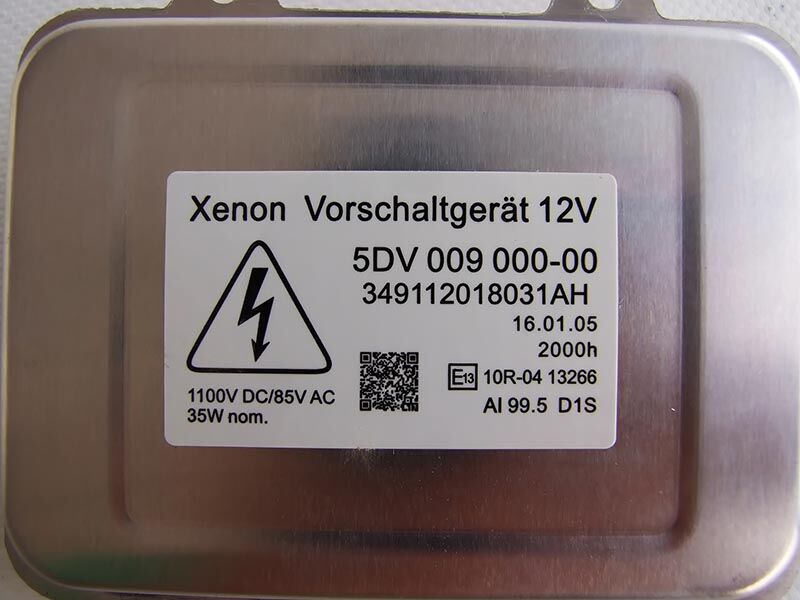 Xenon Vorschaltgerät 12V
5DV 009 000-00
349112018031AH
16.01.05
2000h
E13 10R-04 13266
AI 99.5 D1S
1100V DC/85V AC
35W nom.